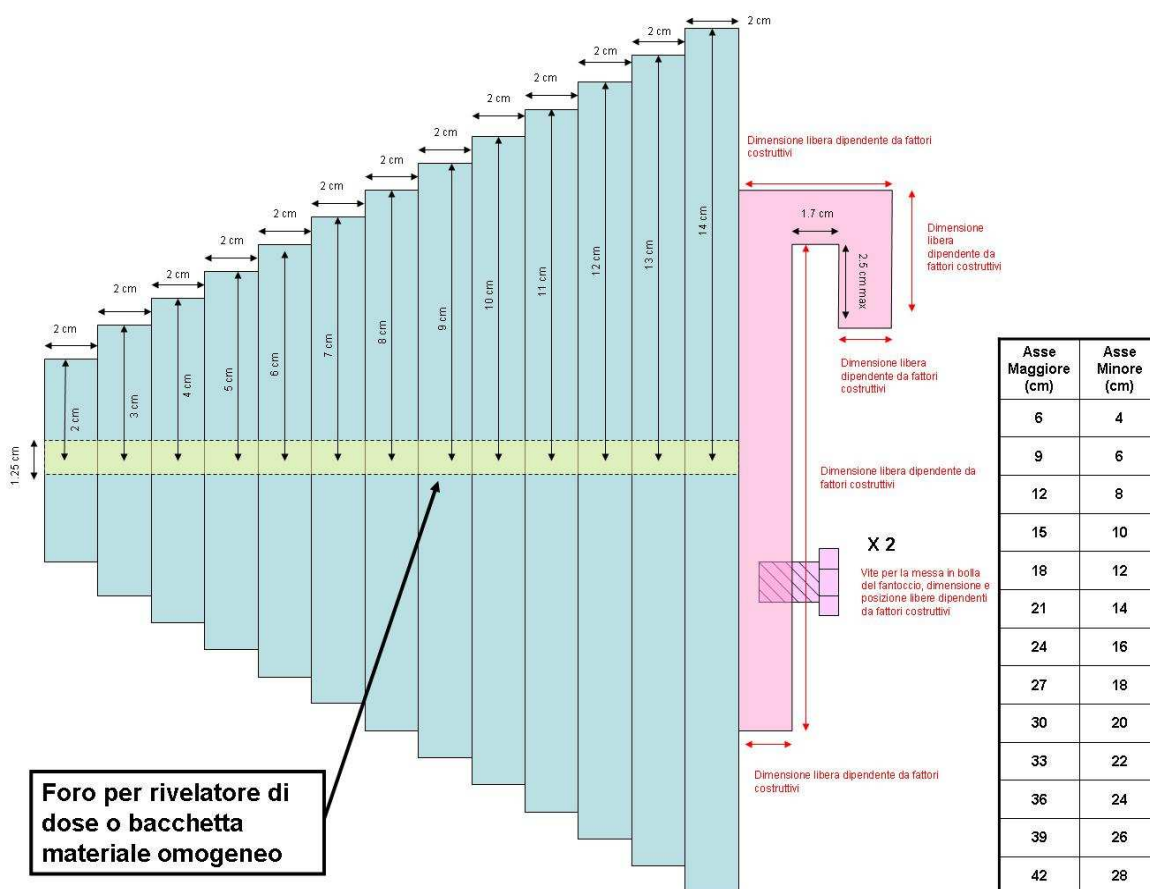 2 cm
2 cm
2 cm
2 cm
2 cm
2 cm
2 cm
2 cm
2 cm
2 cm
2 cm
2 cm
2 cm
2 cm
3 cm
4 cm
5 cm
6 cm
7 cm
8 cm
9 cm
10 cm
11 cm
12 cm
13 cm
14 cm
1.25 cm
Dimensione libera dipendente da fattori
costruttivi
1.7 cm
2.5 cm max
Dimensione
libera
dipendente da
fattori costruttivi
Dimensione libera
dipendente da fattori
costruttivi
Dimensione libera dipendente da
fattori costruttivi
X 2
Vite per la messa in bolla
del fantoccio, dimensione e
posizione libere dipendenti
da fattori costruttivi
Dimensione libera dipendente da fattori
costruttivi
Foro per rivelatore di
dose o bacchetta
materiale omogeneo
Asse Maggiore (cm) Asse Minore (cm)
6 4
9 6
12 8
15 10
18 12
21 14
24 16
27 18
30 20
33 22
36 24
39 26
42 28